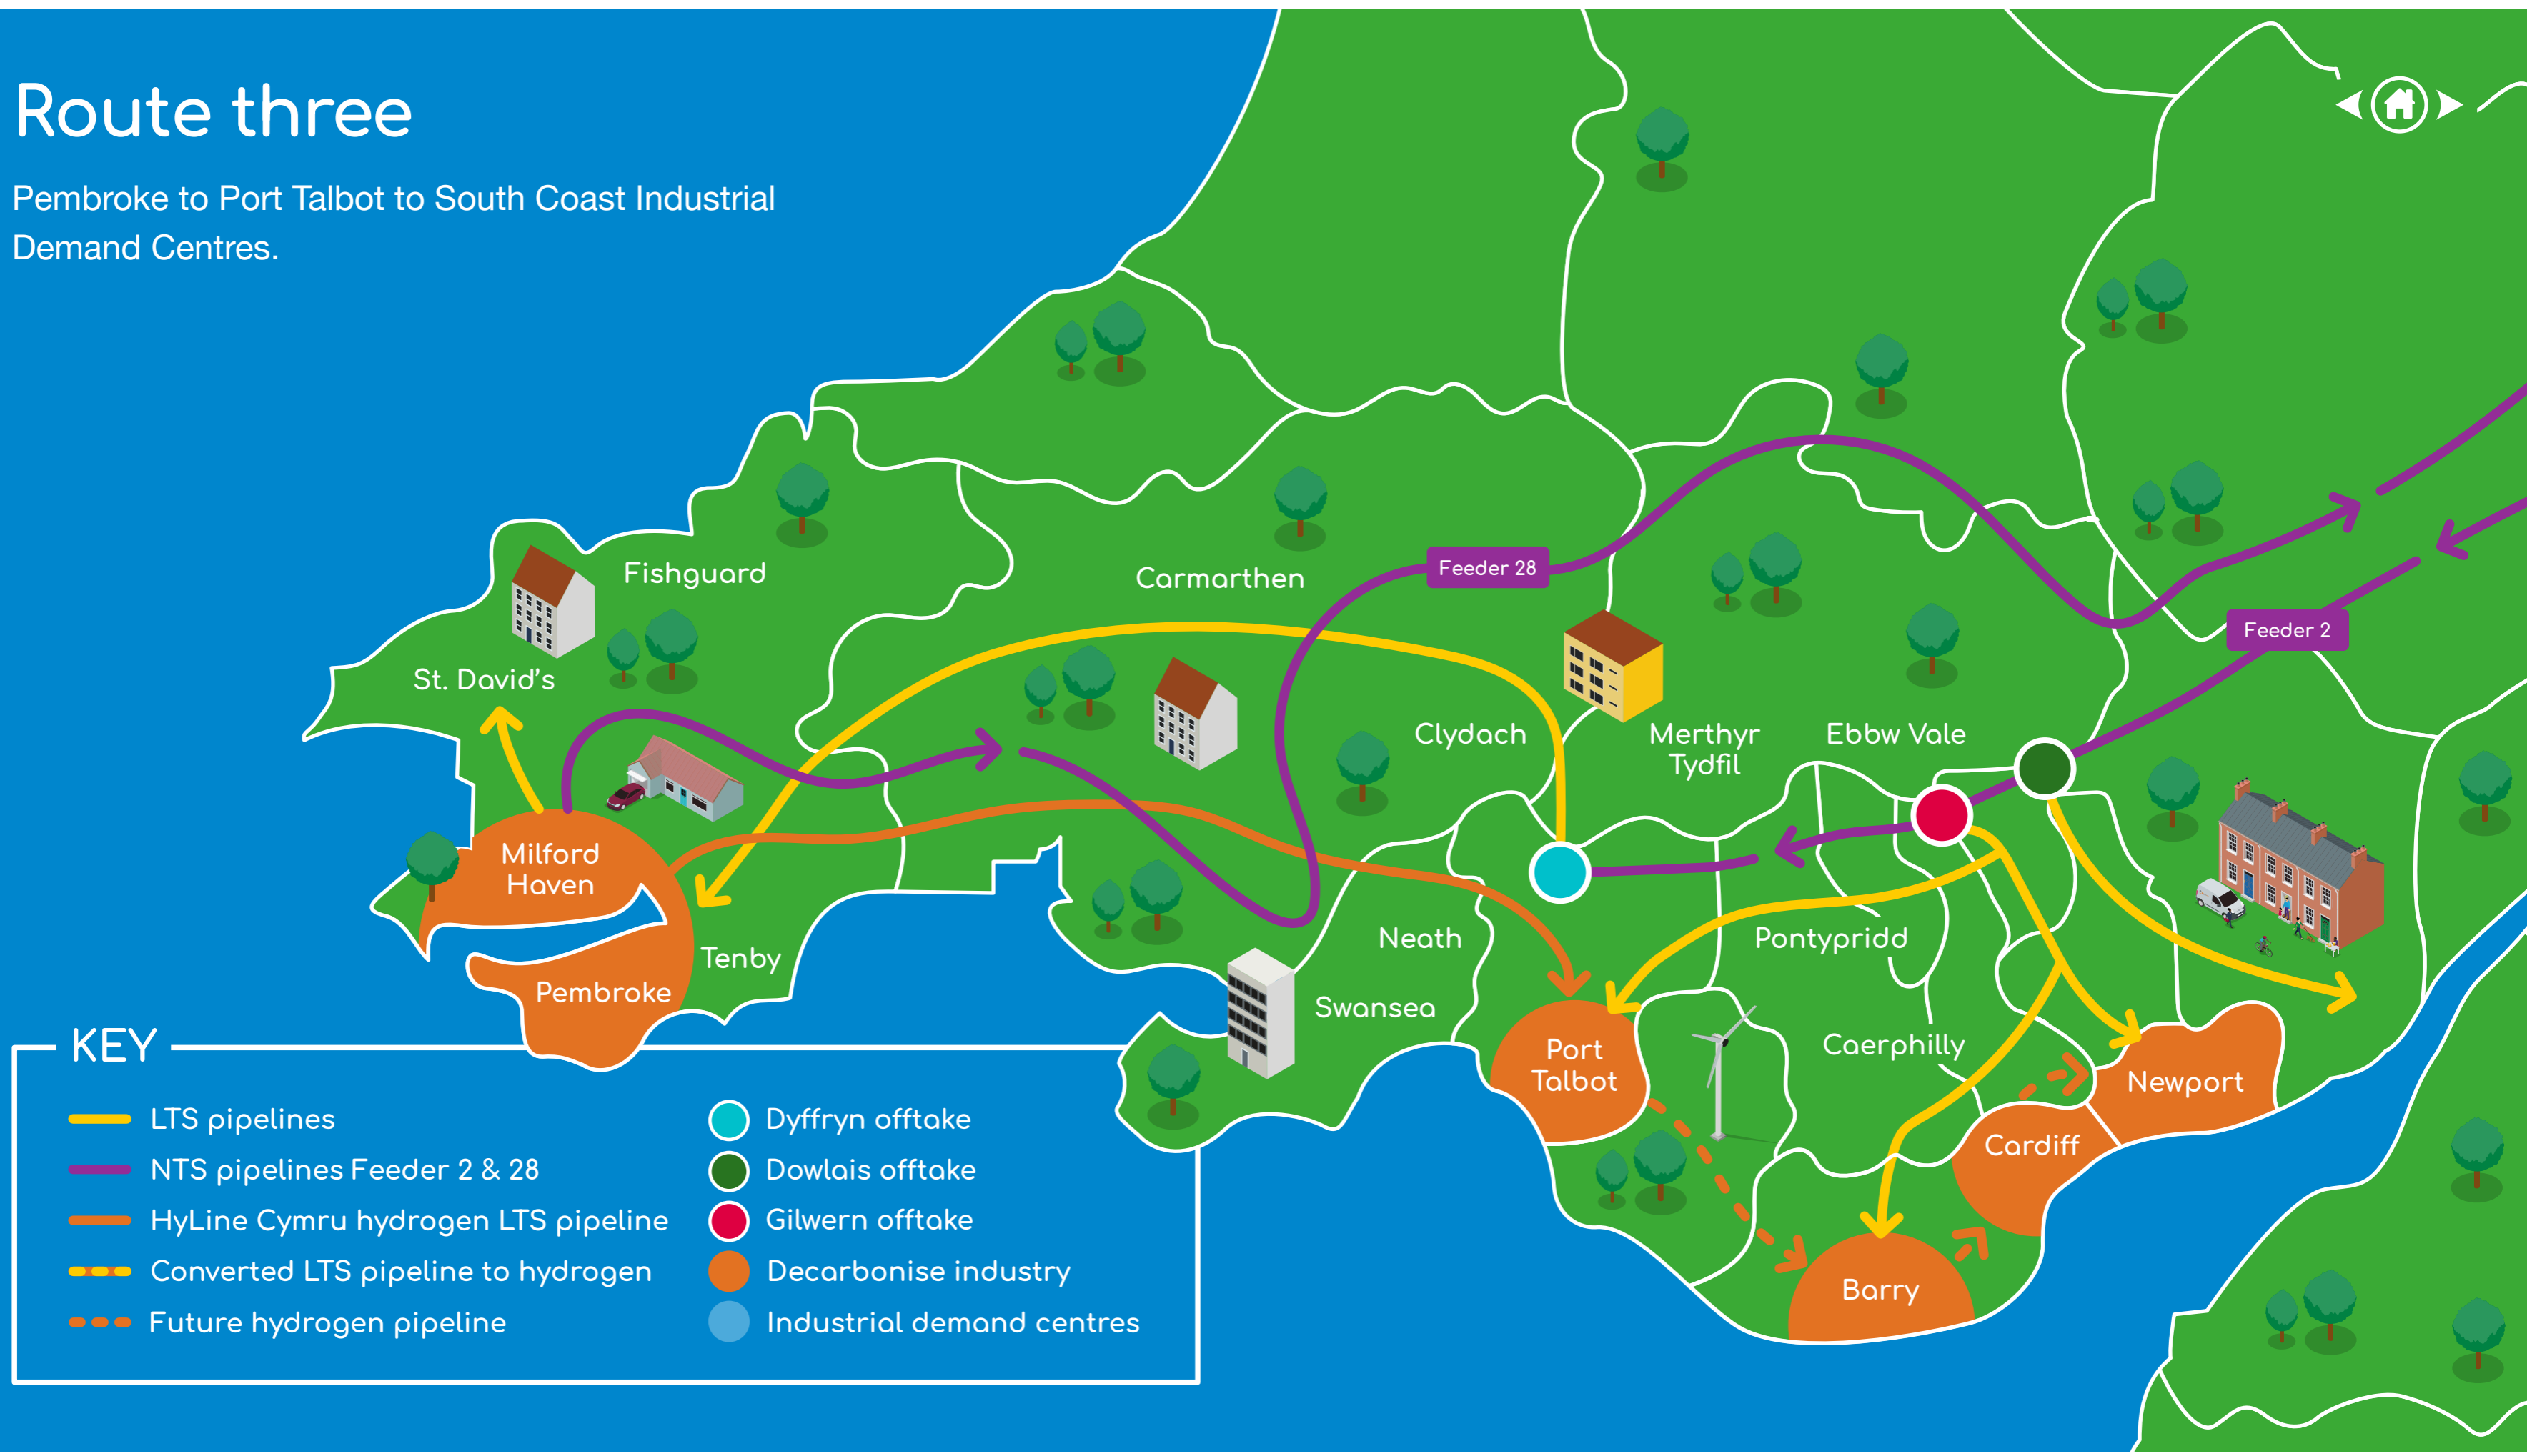 Route three
Pembroke to Port Talbot to South Coast Industrial
Demand Centres.
Fishguard
Carmarthen
Feeder 28
Feeder 2
St. David's
Clydach
Merthyr
Tydfil
Ebbw Vale
Milford
Haven
Tenby
Pembroke
Neath
Swansea
Pontypridd
Port
Talbot
Caerphilly
Newport
Cardiff
Barry
KEY
LTS pipelines
NTS pipelines Feeder 2 & 28
HyLine Cymru hydrogen LTS pipeline
Converted LTS pipeline to hydrogen
Future hydrogen pipeline
Dyffryn offtake
Dowlais offtake
Gilwern offtake
Decarbonise industry
Industrial demand centres